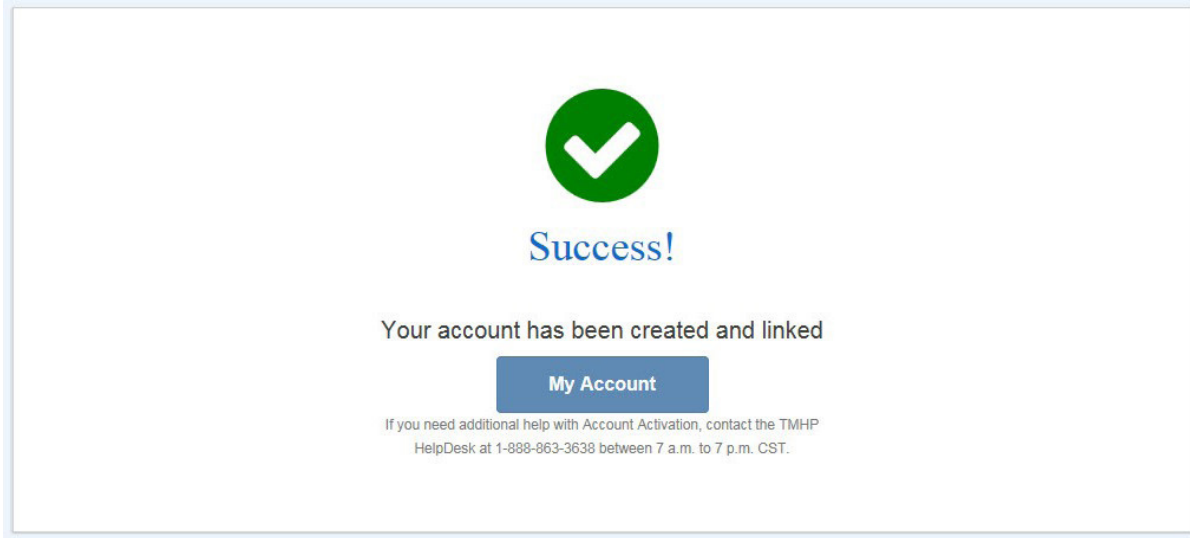 Success!
Your account has been created and linked
My Account
If you need additional help with Account Activation, contact the TMHP
HelpDesk at 1-888-863-3638 between 7 a.m. to 7 p.m. CST.